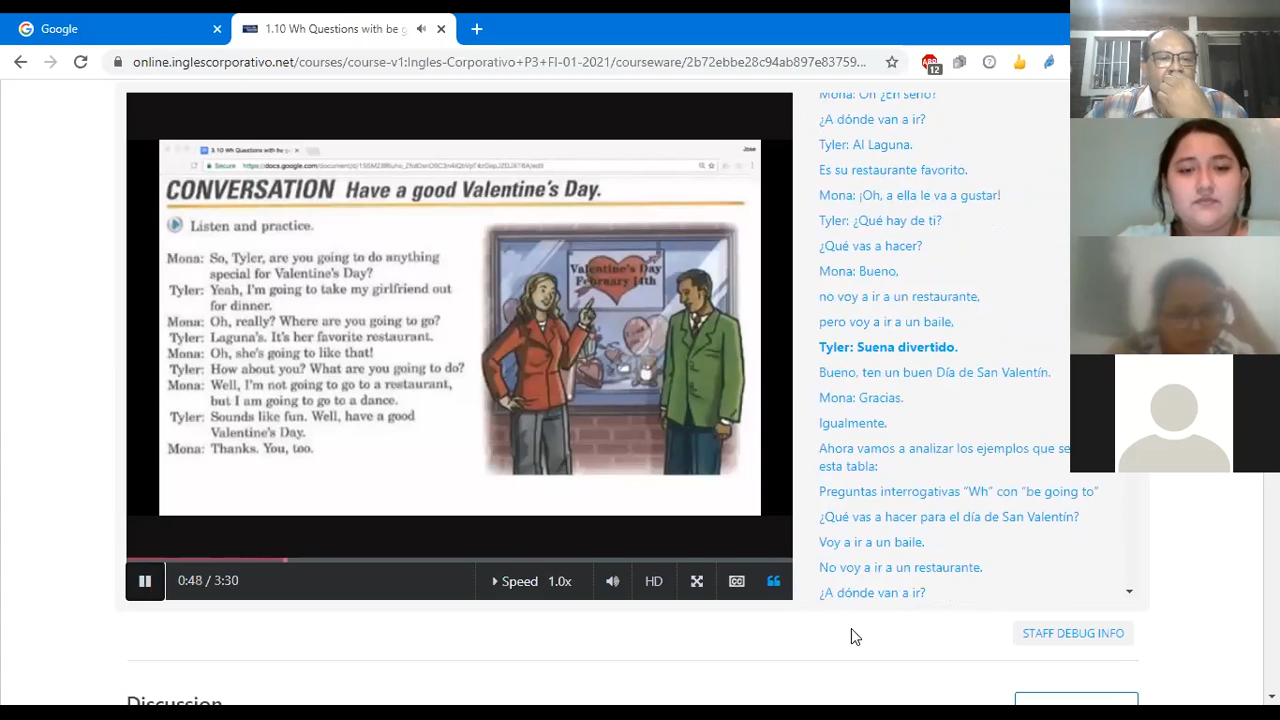 Google
1.10 Wh Questions with be g
online.inglescorporativo.net/courses/course-v1:Ingles-Corporativo+P3+FI-01-2021/courseware/2b72ebbe28c94ab897e83759...
12
Jose
Secure
CONVERSATION Have a good Valentine's Day.
Listen and practice.
Mona: So, Tyler, are you going to do anything
special for Valentine's Day?
Tyler: Yeah, I'm going to take my girlfriend out
for dinner.
Mona: Oh, really? Where are you going to go?
Tyler: Laguna's. It's her favorite restaurant.
Mona: Oh, she's going to like that!
Tyler: How about you? What are you going to do?
Mona: Well, I'm not going to go to a restaurant,
but I am going to go to a dance.
Tyler: Sounds like fun. Well, have a good
Valentine's Day.
Mona: Thanks. You, too.
Valentine's Day
February 14th
0:48 / 3:30
Speed 1.0x
HD
Mona: Oh ¿En serio?
¿A dónde van a ir?
Tyler: Al Laguna.
Es su restaurante favorito.
Mona: ¡Oh, a ella le va a gustar!
Tyler: ¿Qué hay de ti?
¿Qué vas a hacer?
Mona: Bueno,
no voy a ir a un restaurante,
pero voy a ir a un baile,
Tyler: Suena divertido.
Bueno, ten un buen Día de San Valentín.
Mona: Gracias.
Igualmente.
Ahora vamos a analizar los ejemplos que se
esta tabla:
Preguntas interrogativas "Wh" con "be going to"
¿Qué vas a hacer para el día de San Valentín?
Voy a ir a un baile.
No voy a ir a un restaurante.
¿A dónde van a ir?
STAFF DEBUG INFO
Discussion